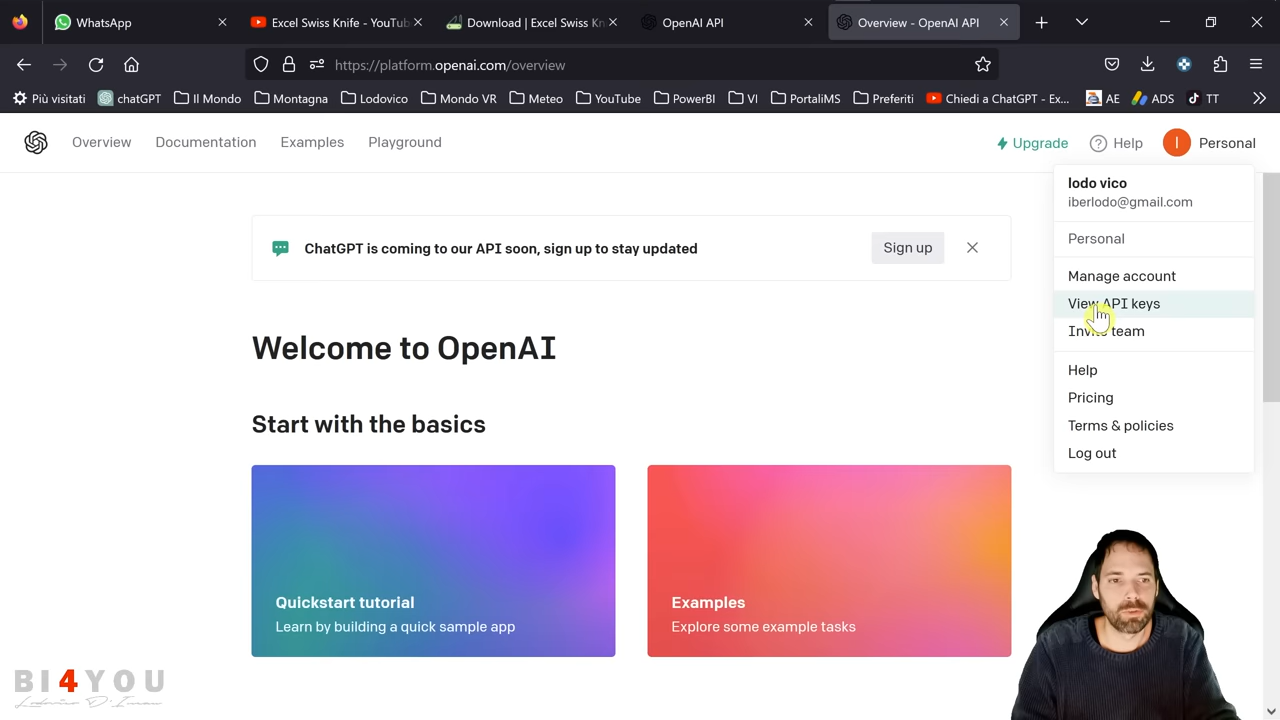 WhatsApp
Excel Swiss Knife - YouTub
Download | Excel Swiss Kn
OpenAI API
Overview - OpenAI API
https://platform.openai.com/overview
Più visitati
chatGPT
Il Mondo
Montagna
Lodovico
Mondo VR
Meteo
YouTube
PowerBI
VI
PortaliMS
Preferiti
Chiedi a ChatGPT - Ex...
AE
ADS
TT
Overview
Documentation
Examples
Playground
Upgrade
Help
I
Personal
lodo vico
iberlodo@gmail.com
Personal
Manage account
View API keys
Invite team
Help
Pricing
Terms & policies
Log out
ChatGPT is coming to our API soon, sign up to stay updated
Sign up
Welcome to OpenAI
Start with the basics
Quickstart tutorial
Learn by building a quick sample app
Examples
Explore some example tasks
BI4YOU